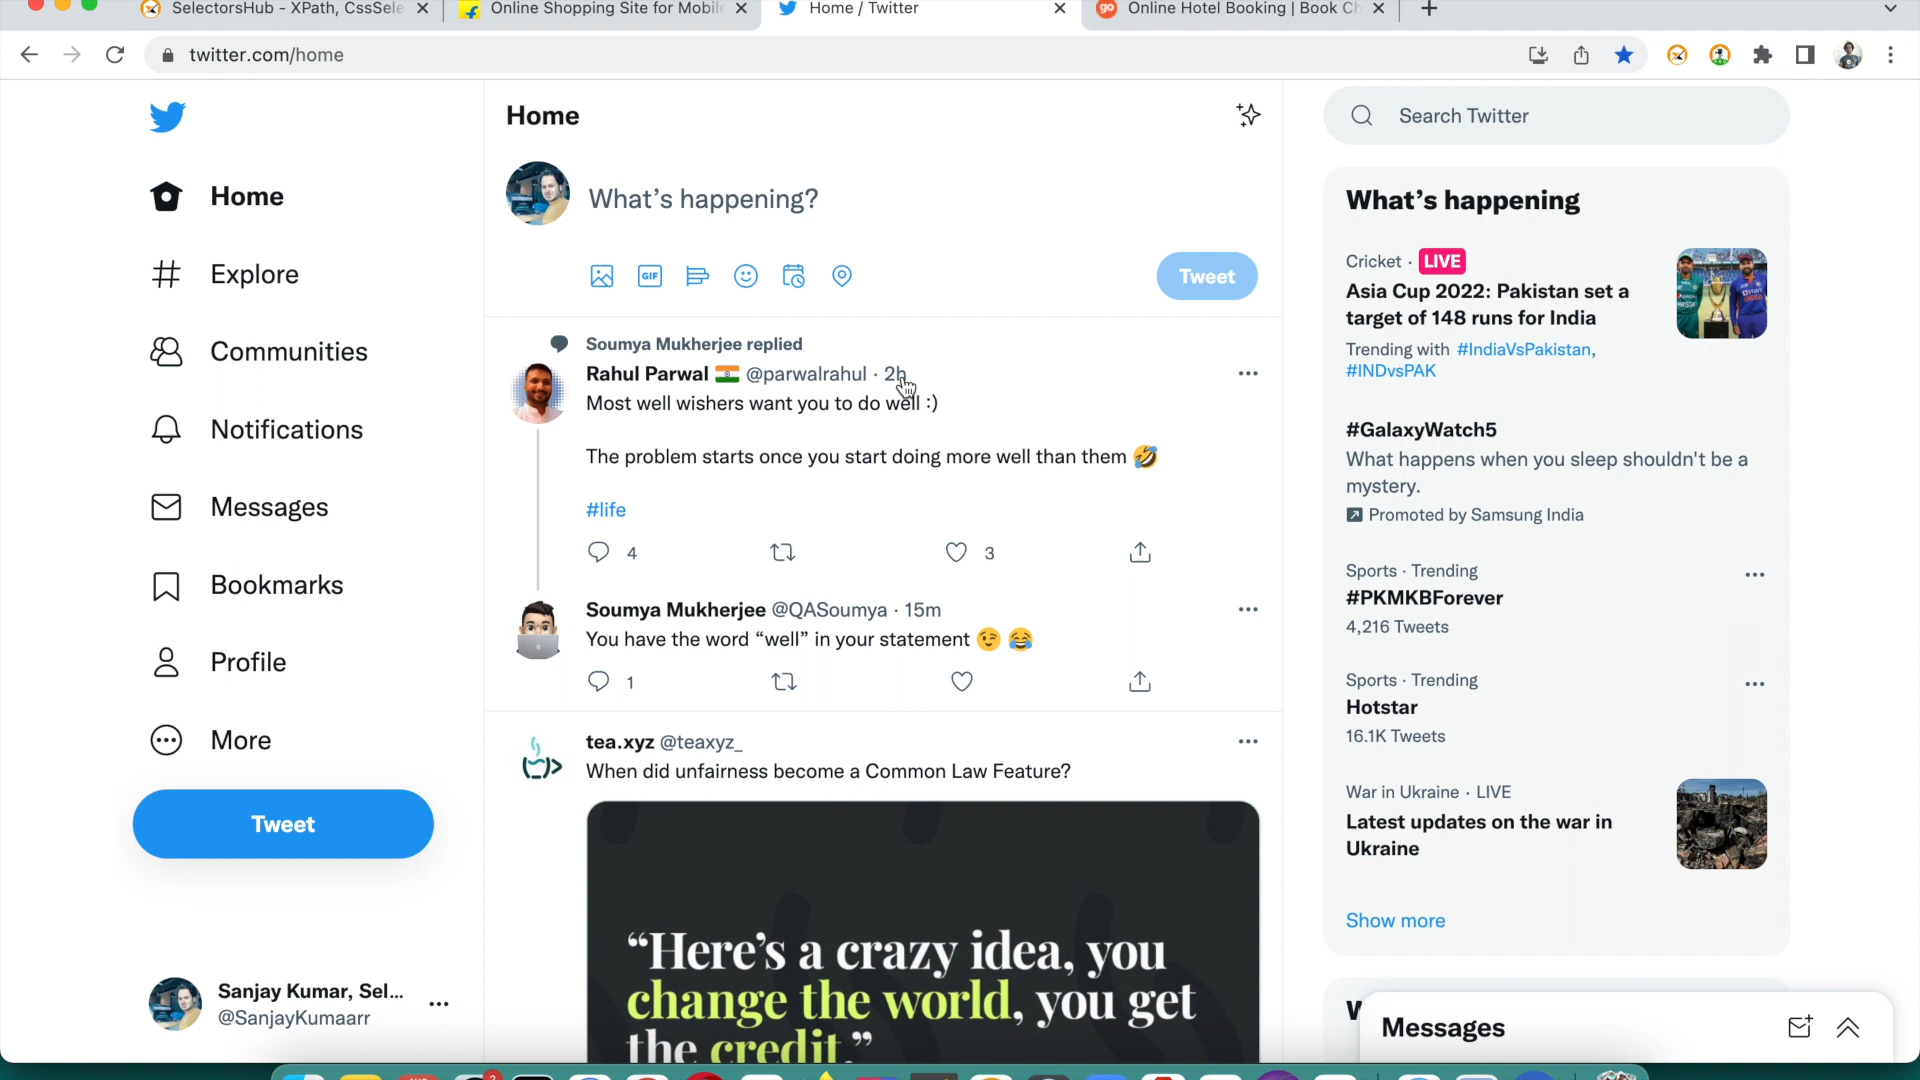 SelectorsHub - XPath, CssSele
Online Shopping Site for Mobile
Home / Twitter
go
Online Hotel Booking | Book Ch
twitter.com/home
Home
Explore
Communities
Notifications
Messages
Bookmarks
Profile
More
Tweet
Sanjay Kumar, Sel...
@SanjayKumaarr
Home
What’s happening?
GIF
Tweet
Soumya Mukherjee replied
Rahul Parwal 🇮🇳 @parwalrahul · 2h
Most well wishers want you to do well :)
The problem starts once you start doing more well than them 🤣
#life
4
3
Soumya Mukherjee @QASoumya · 15m
You have the word “well” in your statement 😉 😂
1
tea.xyz @teaxyz_
When did unfairness become a Common Law Feature?
“Here’s a crazy idea, you
change the world, you get
the credit.”
Search Twitter
What’s happening
Cricket · LIVE
Asia Cup 2022: Pakistan set a
target of 148 runs for India
Trending with #IndiaVsPakistan,
#INDvsPAK
#GalaxyWatch5
What happens when you sleep shouldn't be a
mystery.
Promoted by Samsung India
Sports · Trending
#PKMKBForever
4,216 Tweets
Sports · Trending
Hotstar
16.1K Tweets
War in Ukraine · LIVE
Latest updates on the war in
Ukraine
Show more
Messages